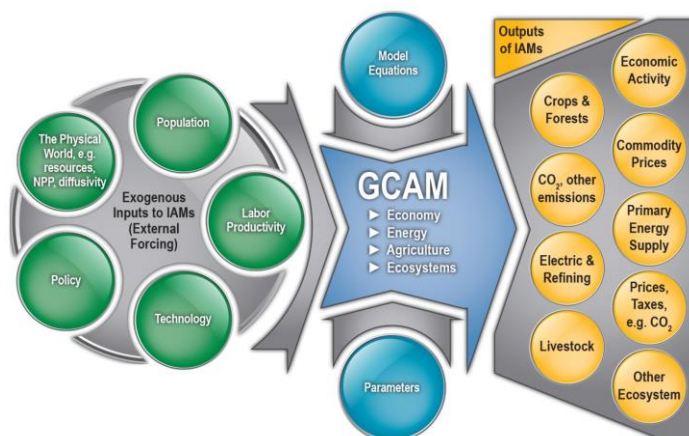 Population
The Physical
World, e.g.
resources,
NPP, diffusivity
Exogenous
Inputs to IAMs
(External
Forcing)
Labor
Productivity
Policy
Technology
Model
Equations
GCAM
► Economy
► Energy
► Agriculture
► Ecosystems
Parameters
Outputs
of IAMs
Crops &
Forests
CO₂, other
emissions
Electric &
Refining
Livestock
Economic
Activity
Commodity
Prices
Primary
Energy
Supply
Prices,
Taxes,
e.g. CO₂
Other
Ecosystem